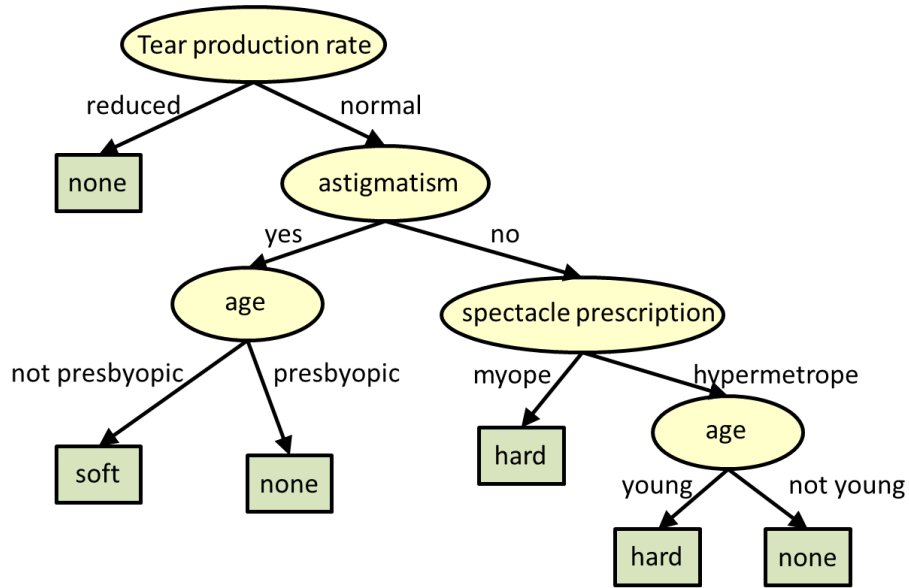 Tear production rate
reduced
normal
none
astigmatism
yes
no
age
spectacle prescription
not presbyopic
presbyopic
myope
hypermetrope
soft
none
hard
age
young
not young
hard
none